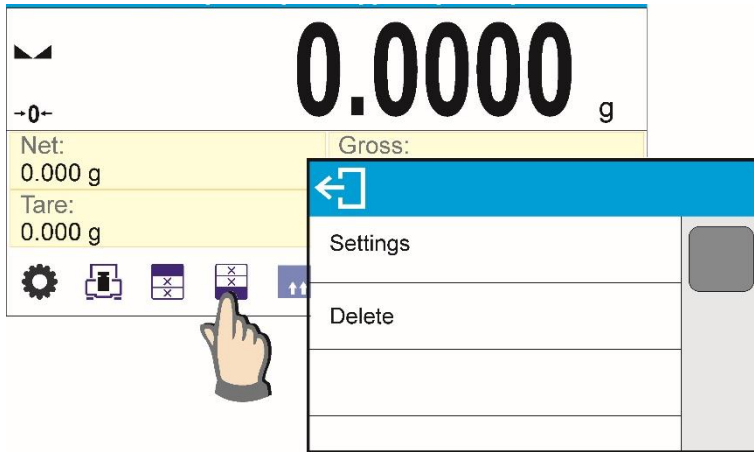 0.0000 g
→0←
Net:
0.000 g
Gross:
Tare:
0.000 g
Settings
Delete